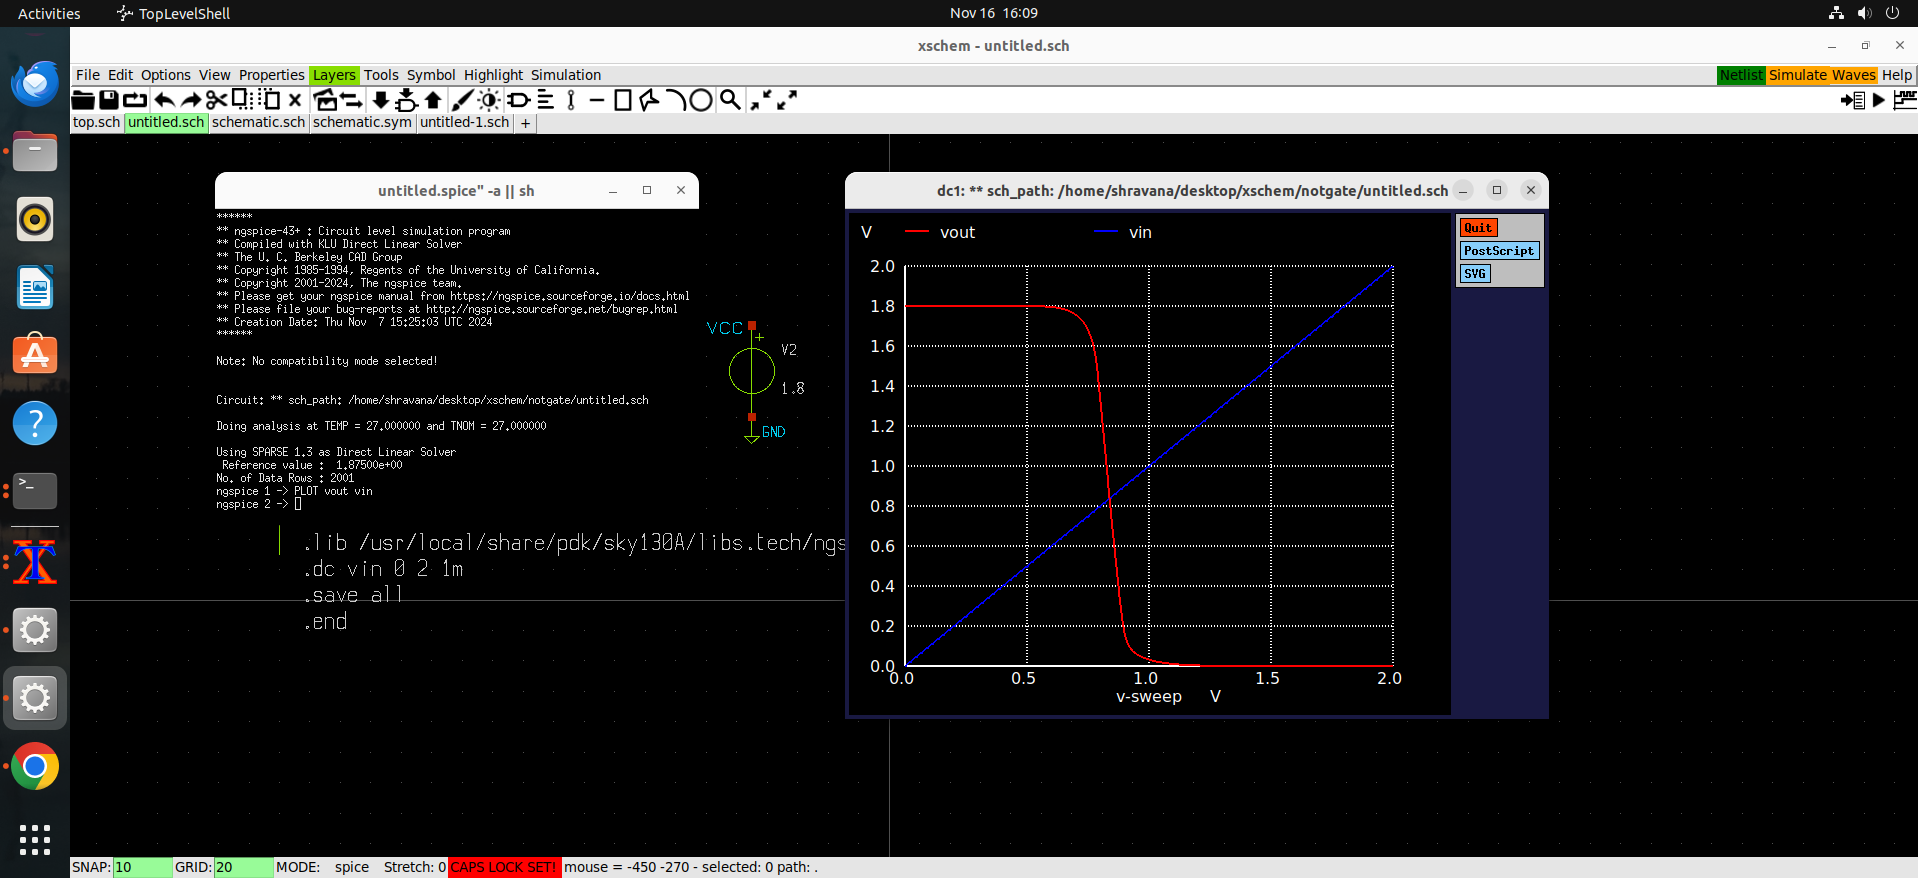 Activities TopLevelShell Nov 16 16:09
xschem - untitled.sch
File Edit Options View Properties Layers Tools Symbol Highlight Simulation Netlist Simulate Waves Help
top.sch untitled.sch schematic.sch schematic.sym untitled-1.sch +
untitled.spice" -a || sh
******
** ngspice-43+ : Circuit level simulation program
** Compiled with KLU Direct Linear Solver
** The U. C. Berkeley CAD Group
** Copyright 1985-1994, Regents of the University of California.
** Copyright 2001-2024, The ngspice team.
** Please get your ngspice manual from https://ngspice.sourceforge.io/docs.html
** Please file your bug-reports at http://ngspice.sourceforge.net/bugrep.html
** Creation Date: Thu Nov  7 15:25:03 UTC 2024
******
Note: No compatibility mode selected!
Circuit: ** sch_path: /home/shravana/desktop/xschem/notgate/untitled.sch
Doing analysis at TEMP = 27.000000 and TNOM = 27.000000
Using SPARSE 1.3 as Direct Linear Solver
Reference value :  1.87500e+00
No. of Data Rows : 2001
ngspice 1 -> PLOT vout vin
ngspice 2 ->
VCC
+
V2
1.8
GND
.lib /usr/local/share/pdk/sky130A/libs.tech/ngs
.dc vin 0 2 1m
.save all
.end
dc1: ** sch_path: /home/shravana/desktop/xschem/notgate/untitled.sch
V vout vin
Quit
PostScript
SVG
2.0
1.8
1.6
1.4
1.2
1.0
0.8
0.6
0.4
0.2
0.0
0.0 0.5 1.0 1.5 2.0
v-sweep V
SNAP: 10 GRID: 20 MODE: spice Stretch: 0 CAPS LOCK SET! mouse = -450 -270 - selected: 0 path: .